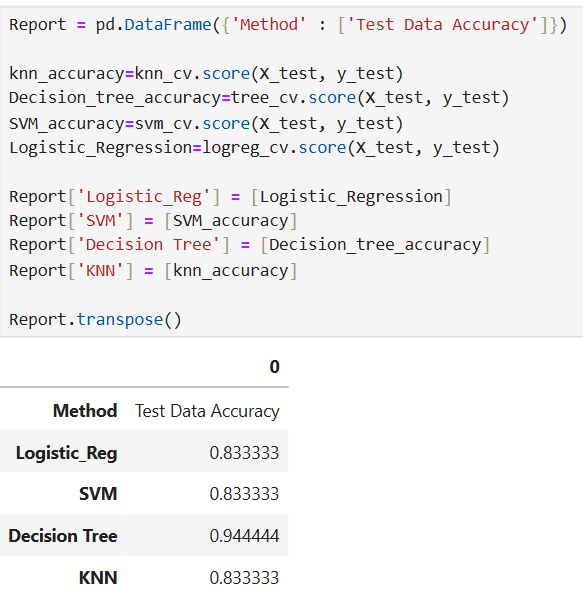 Report = pd.DataFrame({'Method' : ['Test Data Accuracy']})
knn_accuracy=knn_cv.score(X_test, y_test)
Decision_tree_accuracy=tree_cv.score(X_test, y_test)
SVM_accuracy=svm_cv.score(X_test, y_test)
Logistic_Regression=logreg_cv.score(X_test, y_test)
Report['Logistic_Reg'] = [Logistic_Regression]
Report['SVM'] = [SVM_accuracy]
Report['Decision Tree'] = [Decision_tree_accuracy]
Report['KNN'] = [knn_accuracy]
Report.transpose()
0
Method Test Data Accuracy
Logistic_Reg 0.833333
SVM 0.833333
Decision Tree 0.944444
KNN 0.833333